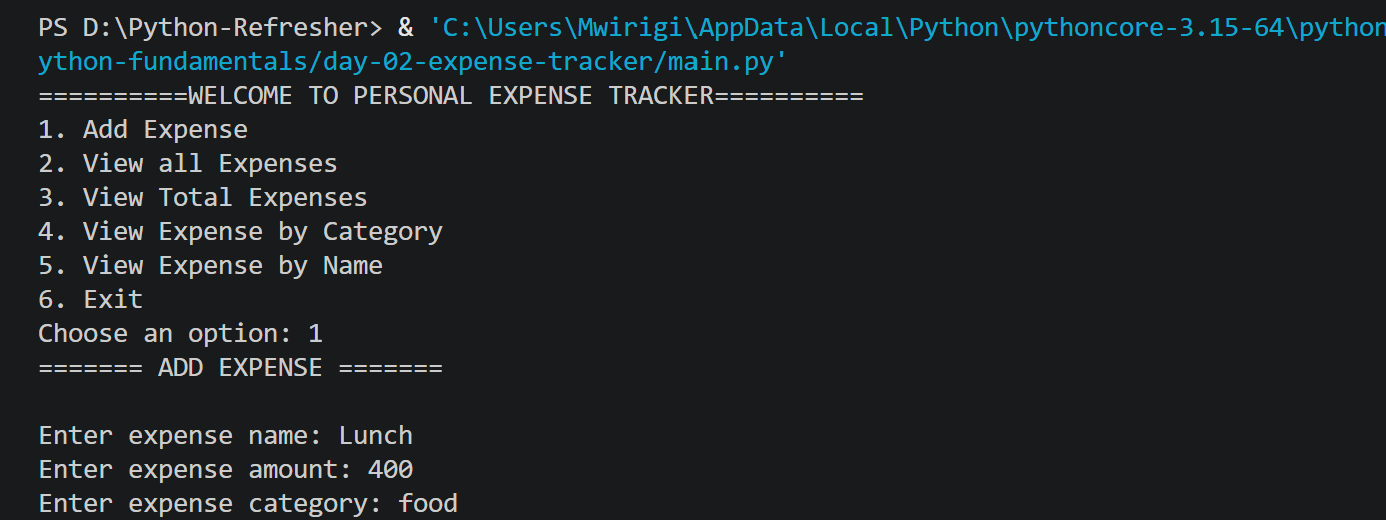 PS D:\Python-Refresher> & 'C:\Users\Mwirigi\AppData\Local\Python\pythoncore-3.15-64\python
ython-fundamentals/day-02-expense-tracker/main.py'
==========WELCOME TO PERSONAL EXPENSE TRACKER==========
1. Add Expense
2. View all Expenses
3. View Total Expenses
4. View Expense by Category
5. View Expense by Name
6. Exit
Choose an option: 1
======= ADD EXPENSE =======
Enter expense name: Lunch
Enter expense amount: 400
Enter expense category: food